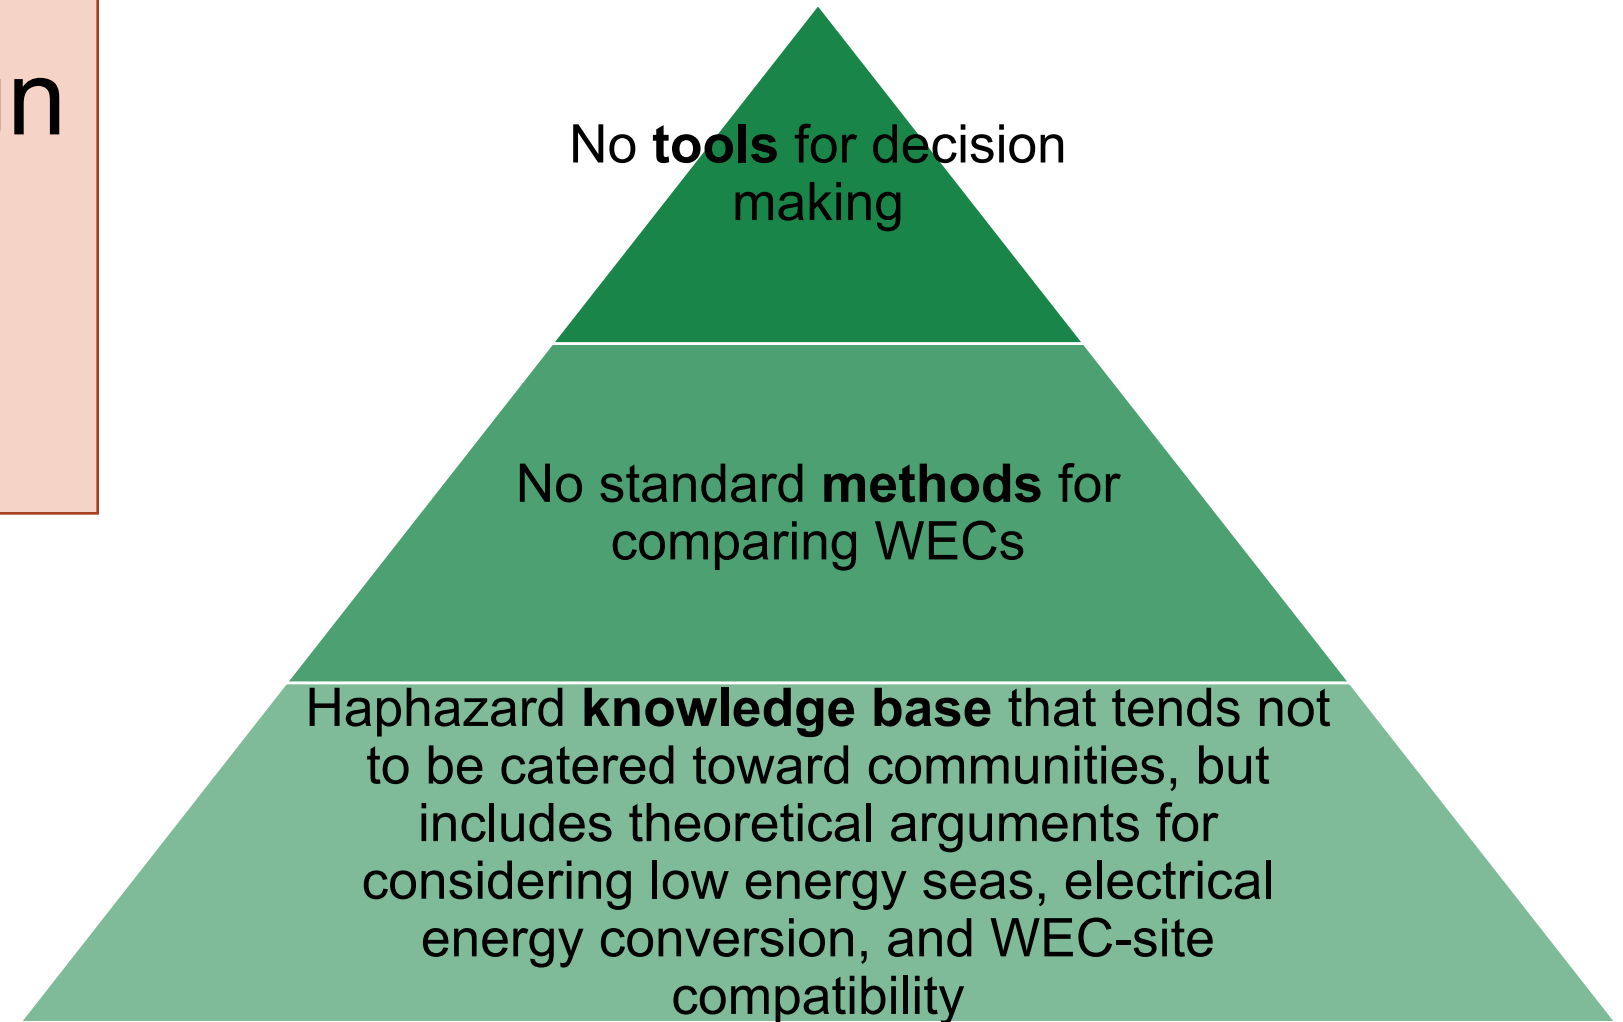 No tools for decision
making
No standard methods for
comparing WECs
Haphazard knowledge base that tends not
to be catered toward communities, but
includes theoretical arguments for
considering low energy seas, electrical
energy conversion, and WEC-site
compatibility